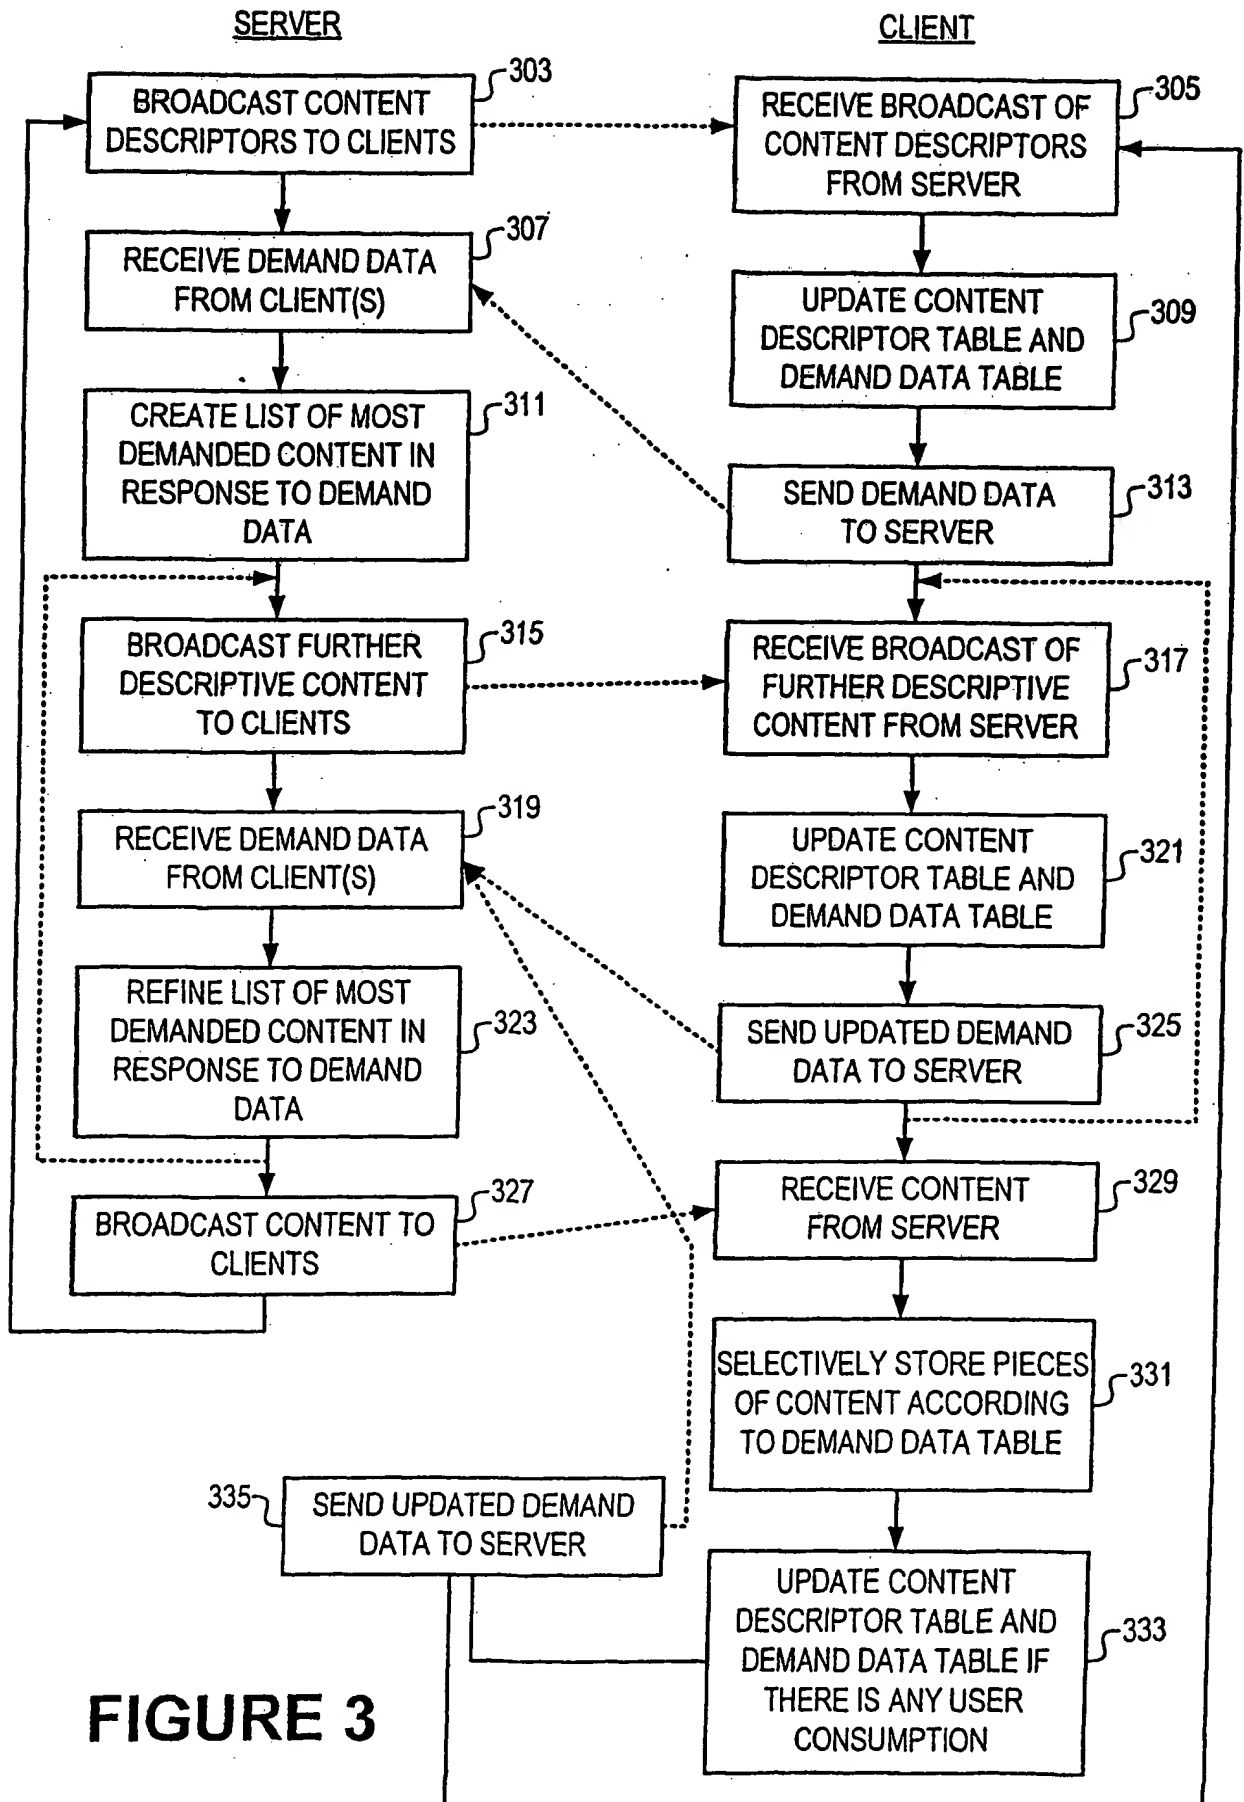 SERVER
BROADCAST CONTENT
DESCRIPTORS TO CLIENTS
303
RECEIVE DEMAND DATA
FROM CLIENT(S)
307
CREATE LIST OF MOST
DEMANDED CONTENT IN
RESPONSE TO DEMAND
DATA
311
BROADCAST FURTHER
DESCRIPTIVE CONTENT
TO CLIENTS
315
RECEIVE DEMAND DATA
FROM CLIENT(S)
319
REFINE LIST OF MOST
DEMANDED CONTENT IN
RESPONSE TO DEMAND
DATA
323
BROADCAST CONTENT TO
CLIENTS
327
CLIENT
RECEIVE BROADCAST OF
CONTENT DESCRIPTORS
FROM SERVER
305
UPDATE CONTENT
DESCRIPTOR TABLE AND
DEMAND DATA TABLE
309
SEND DEMAND DATA
TO SERVER
313
RECEIVE BROADCAST OF
FURTHER DESCRIPTIVE
CONTENT FROM SERVER
317
UPDATE CONTENT
DESCRIPTOR TABLE AND
DEMAND DATA TABLE
321
SEND UPDATED DEMAND
DATA TO SERVER
325
RECEIVE CONTENT
FROM SERVER
329
SELECTIVELY STORE PIECES
OF CONTENT ACCORDING
TO DEMAND DATA TABLE
331
UPDATE CONTENT
DESCRIPTOR TABLE AND
DEMAND DATA TABLE IF
THERE IS ANY USER
CONSUMPTION
333
335
SEND UPDATED DEMAND
DATA TO SERVER
FIGURE 3